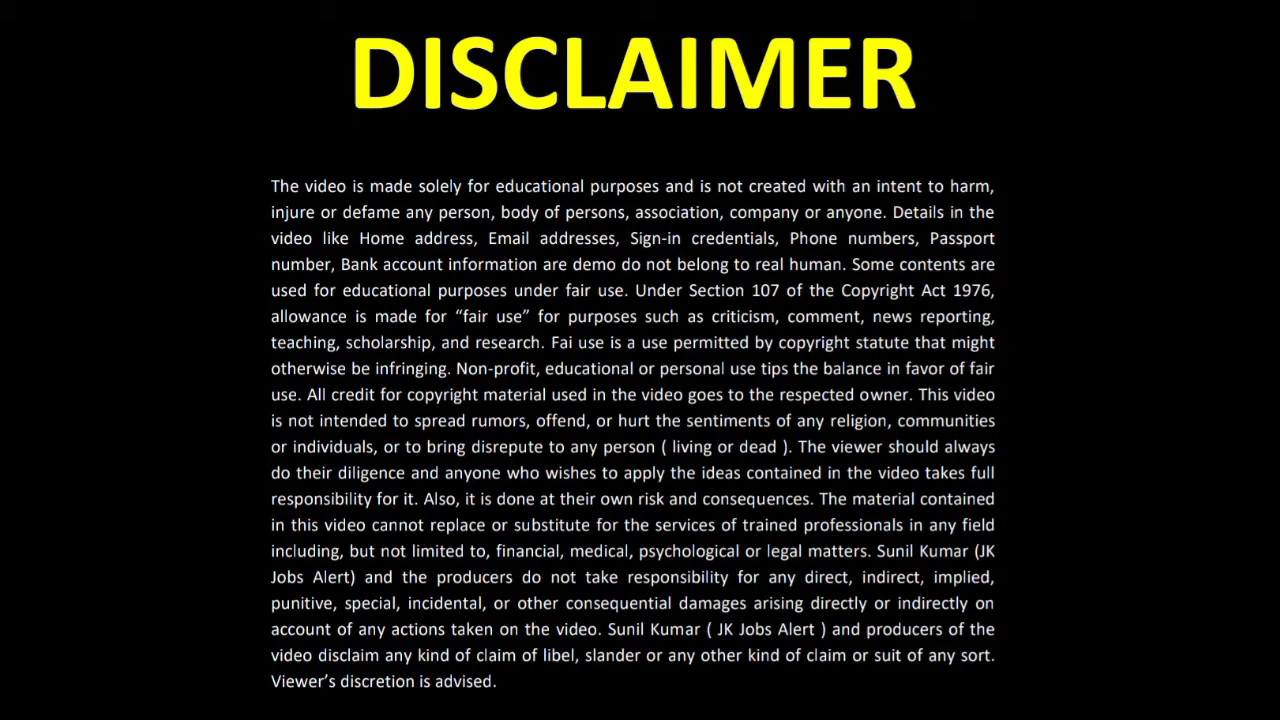 DISCLAIMER
The video is made solely for educational purposes and is not created with an intent to harm,
injure or defame any person, body of persons, association, company or anyone. Details in the
video like Home address, Email addresses, Sign-in credentials, Phone numbers, Passport
number, Bank account information are demo do not belong to real human. Some contents are
used for educational purposes under fair use. Under Section 107 of the Copyright Act 1976,
allowance is made for “fair use” for purposes such as criticism, comment, news reporting,
teaching, scholarship, and research. Fai use is a use permitted by copyright statute that might
otherwise be infringing. Non-profit, educational or personal use tips the balance in favor of fair
use. All credit for copyright material used in the video goes to the respected owner. This video
is not intended to spread rumors, offend, or hurt the sentiments of any religion, communities
or individuals, or to bring disrepute to any person ( living or dead ). The viewer should always
do their diligence and anyone who wishes to apply the ideas contained in the video takes full
responsibility for it. Also, it is done at their own risk and consequences. The material contained
in this video cannot replace or substitute for the services of trained professionals in any field
including, but not limited to, financial, medical, psychological or legal matters. Sunil Kumar (JK
Jobs Alert) and the producers do not take responsibility for any direct, indirect, implied,
punitive, special, incidental, or other consequential damages arising directly or indirectly on
account of any actions taken on the video. Sunil Kumar ( JK Jobs Alert ) and producers of the
video disclaim any kind of claim of libel, slander or any other kind of claim or suit of any sort.
Viewer’s discretion is advised.